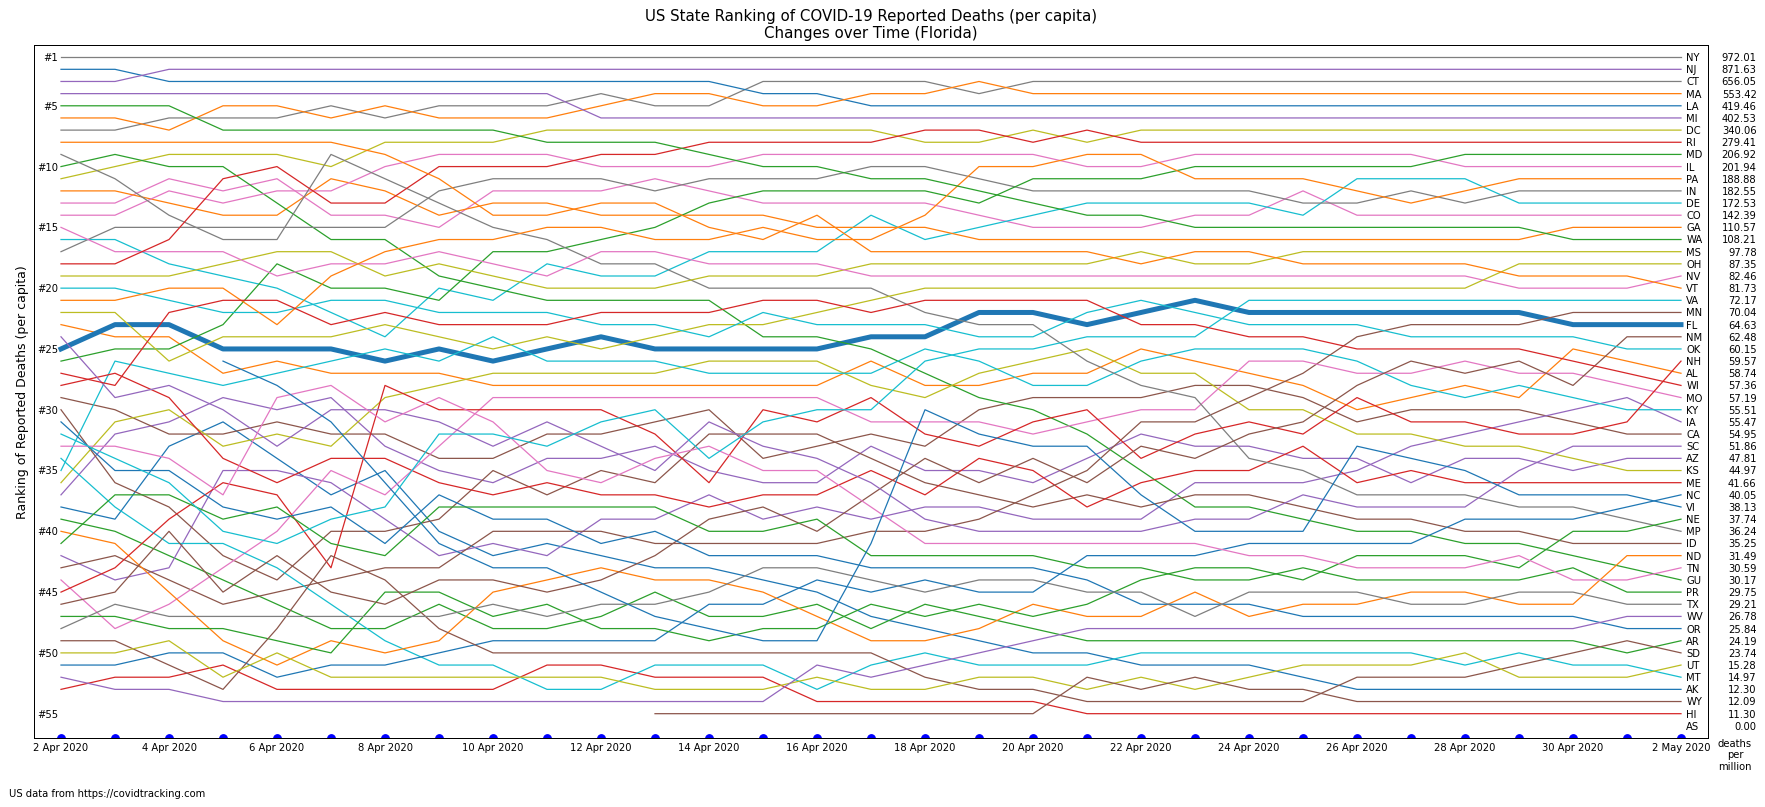 US State Ranking of COVID-19 Reported Deaths (per capita)
Changes over Time (Florida)
Ranking of Reported Deaths (per capita)
#1
#5
#10
#15
#20
#25
#30
#35
#40
#45
#50
#55
NY 972.01
NJ 871.63
CT 656.05
MA 553.42
LA 419.46
MI 402.53
DC 340.06
RI 279.41
MD 206.92
IL 201.94
PA 188.88
IN 182.55
DE 172.53
CO 142.39
GA 110.57
WA 108.21
MS 97.78
OH 87.35
NV 82.46
VT 81.73
VA 72.17
MN 70.04
FL 64.63
NM 62.48
OK 60.15
NH 59.57
AL 58.74
WI 57.36
MO 57.19
KY 55.51
IA 55.47
CA 54.95
SC 51.86
AZ 47.81
KS 44.97
ME 41.66
NC 40.05
VI 38.13
NE 37.74
MP 36.24
ID 35.25
ND 31.49
TN 30.59
GU 30.17
PR 29.75
TX 29.21
WV 26.78
OR 25.84
AR 24.19
SD 23.74
UT 15.28
MT 14.97
AK 12.30
WY 12.09
HI 11.30
AS 0.00
2 Apr 2020 4 Apr 2020 6 Apr 2020 8 Apr 2020 10 Apr 2020 12 Apr 2020 14 Apr 2020 16 Apr 2020 18 Apr 2020 20 Apr 2020 22 Apr 2020 24 Apr 2020 26 Apr 2020 28 Apr 2020 30 Apr 2020 2 May 2020
deaths
per
million
US data from https://covidtracking.com